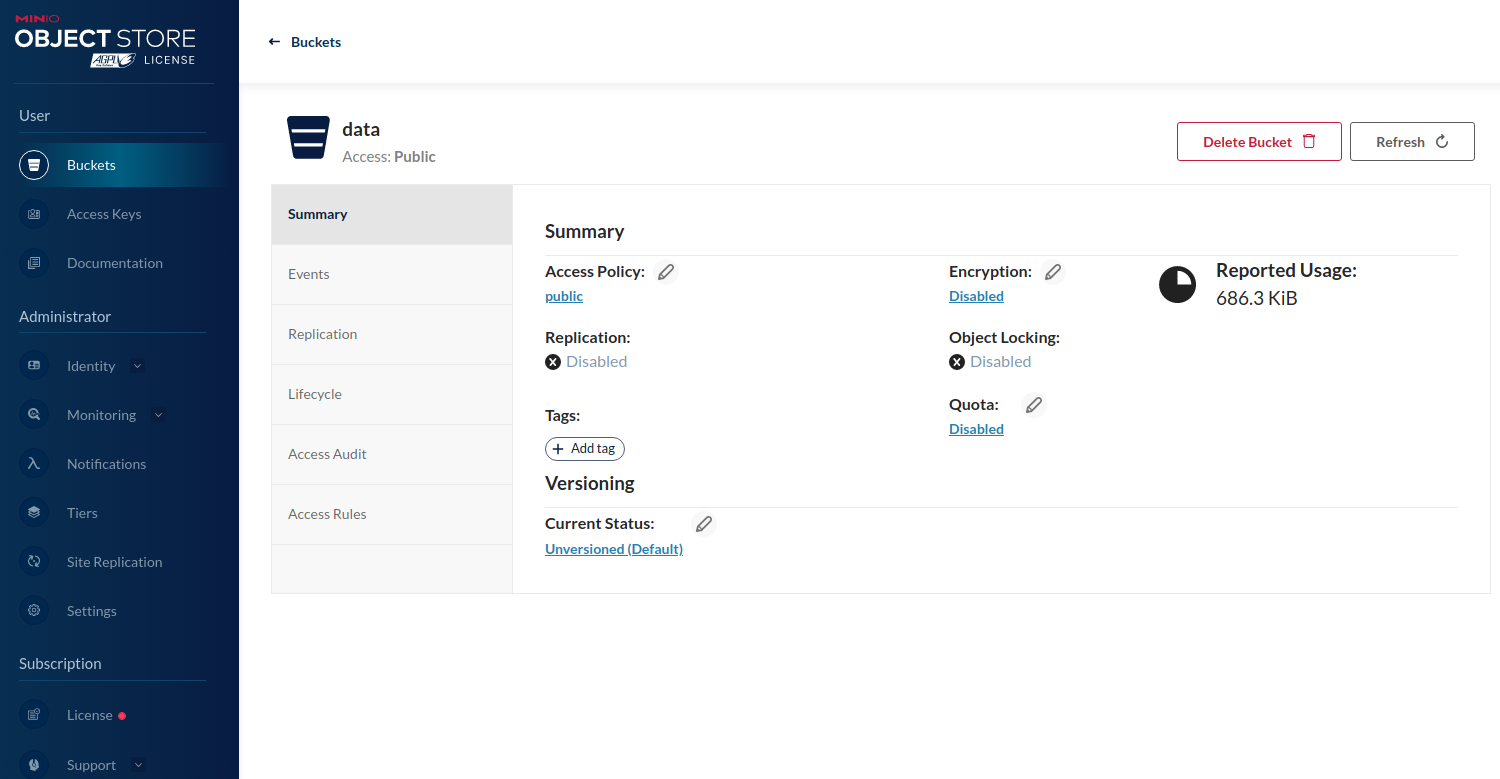 MINIO
OBJECT STORE
AGPL LICENSE
User
Buckets
Access Keys
Documentation
Administrator
Identity
Monitoring
Notifications
Tiers
Site Replication
Settings
Subscription
License
Support
Buckets
data
Access: Public
Delete Bucket
Refresh
Summary
Events
Replication
Lifecycle
Access Audit
Access Rules
Summary
Access Policy:
public
Encryption:
Disabled
Reported Usage:
686.3 KiB
Replication:
Disabled
Object Locking:
Disabled
Tags:
Add tag
Quota:
Disabled
Versioning
Current Status:
Unversioned (Default)